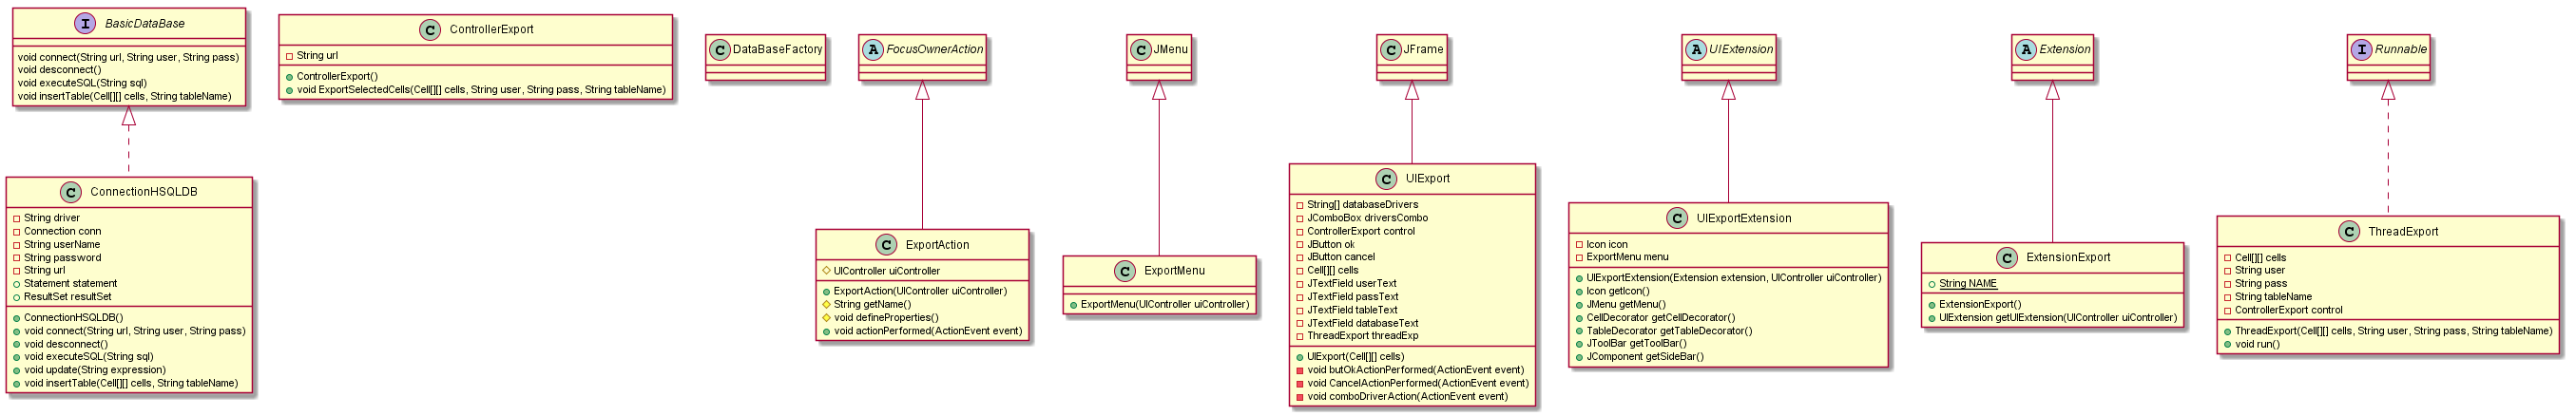 I BasicDataBase
void connect(String url, String user, String pass)
void desconnect()
void executeSQL(String sql)
void insertTable(Cell[][] cells, String tableName)
C ConnectionHSQLDB
String driver
Connection conn
String userName
String password
String url
Statement statement
ResultSet resultSet
ConnectionHSQLDB()
void connect(String url, String user, String pass)
void desconnect()
void executeSQL(String sql)
void update(String expression)
void insertTable(Cell[][] cells, String tableName)
C ControllerExport
String url
ControllerExport()
void ExportSelectedCells(Cell[][] cells, String user, String pass, String tableName)
C DataBaseFactory
A FocusOwnerAction
C ExportAction
UIController uiController
ExportAction(UIController uiController)
String getName()
void defineProperties()
void actionPerformed(ActionEvent event)
C JMenu
C ExportMenu
ExportMenu(UIController uiController)
C JFrame
C UIExport
String[] databaseDrivers
JComboBox driversCombo
ControllerExport control
JButton ok
JButton cancel
Cell[][] cells
JTextField userText
JTextField passText
JTextField tableText
JTextField databaseText
ThreadExport threadExp
UIExport(Cell[][] cells)
void butOkActionPerformed(ActionEvent event)
void CancelActionPerformed(ActionEvent event)
void comboDriverAction(ActionEvent event)
A UIExtension
C UIExportExtension
Icon icon
ExportMenu menu
UIExportExtension(Extension extension, UIController uiController)
Icon getIcon()
JMenu getMenu()
CellDecorator getCellDecorator()
TableDecorator getTableDecorator()
JToolBar getToolBar()
JComponent getSideBar()
A Extension
C ExtensionExport
String NAME
ExtensionExport()
UIExtension getUIExtension(UIController uiController)
I Runnable
C ThreadExport
Cell[][] cells
String user
String pass
String tableName
ControllerExport control
ThreadExport(Cell[][] cells, String user, String pass, String tableName)
void run()